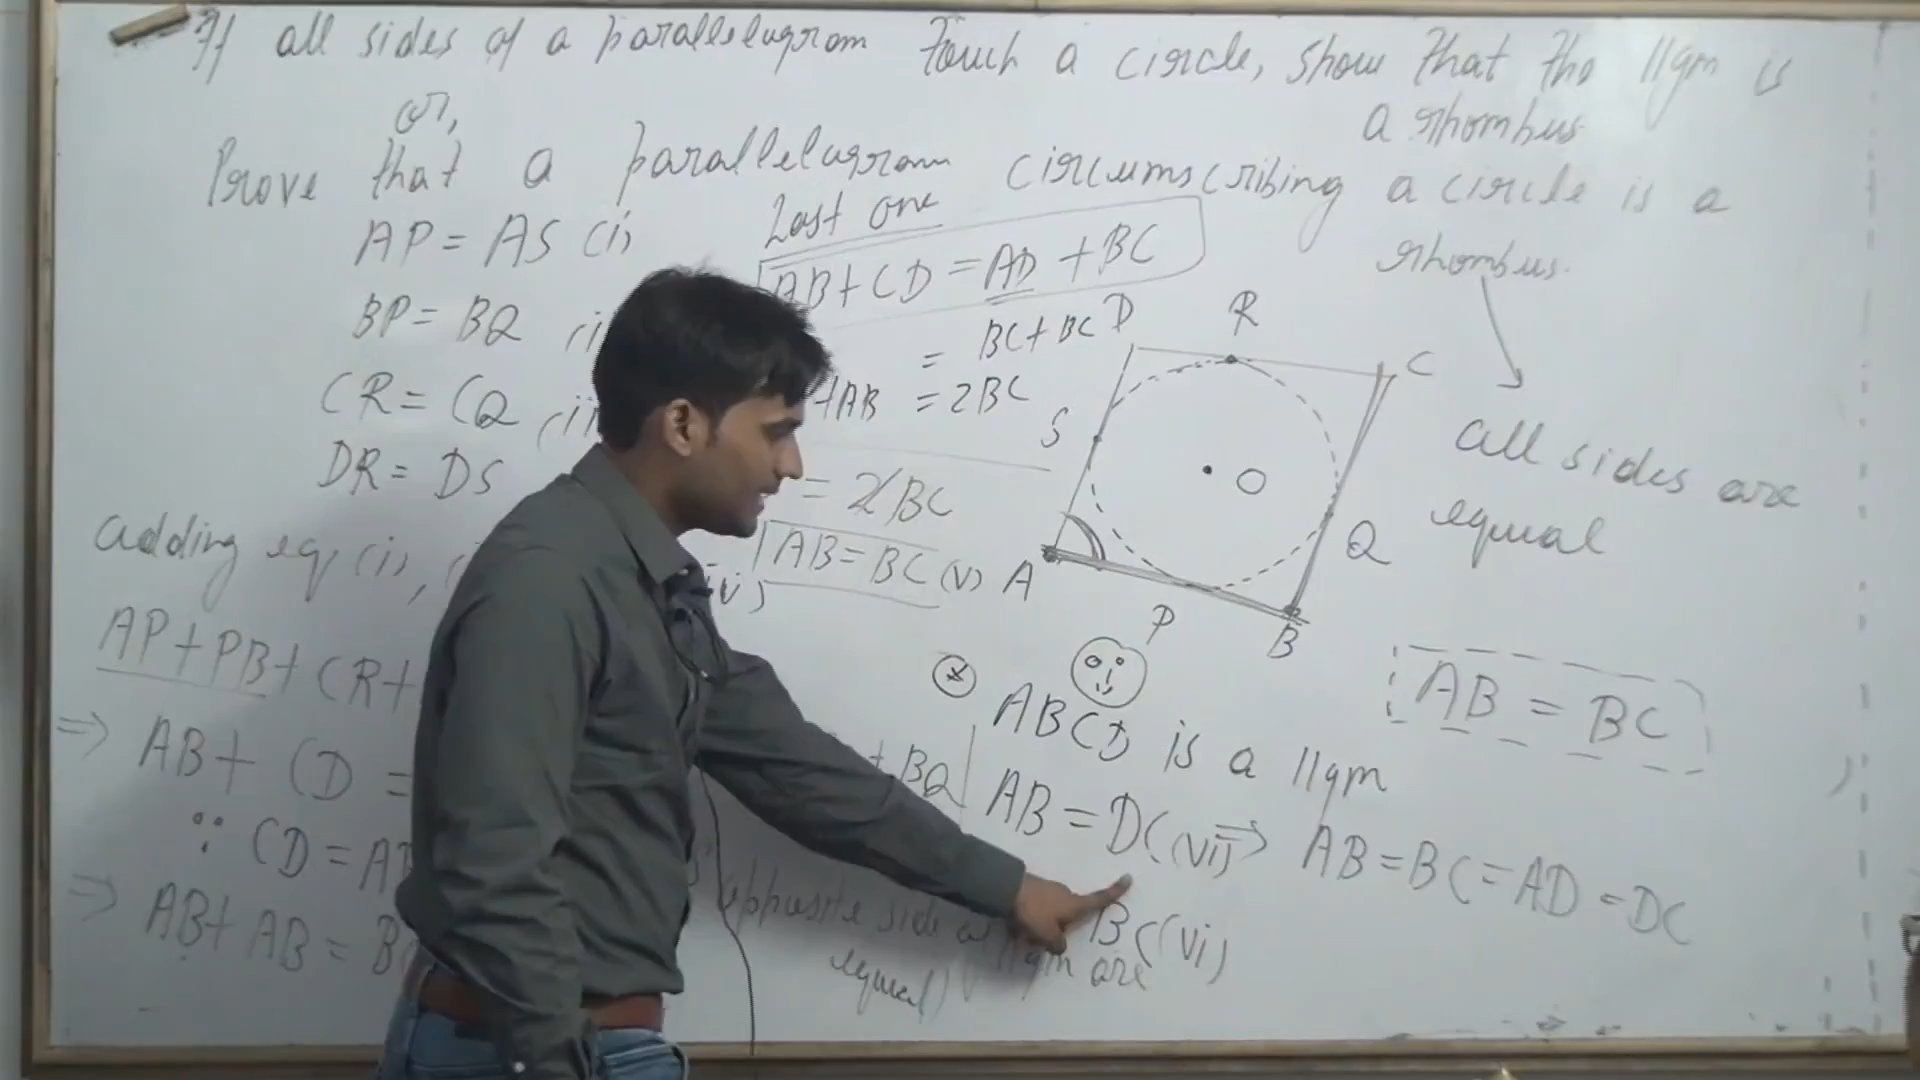 If all sides of a parallelogram touch a circle, show that the llgm is
a rhombus
or,
Prove that a parallelogram circumscribing a circle is a
rhombus.
all sides are
equal
AP = AS (i)
BP = BQ
CR = CQ
DR = DS
adding eq (i),
AP + PB + CR +
⇒ AB + CD =
∵ CD = AB
⇒ AB + AB = BC
Last one
AB + CD = AD + BC
= BC + BC
+AB = 2BC
= 2BC
AB = BC (v)
+ BQ
opposite side of llgm are
equal)
D
R
C
S
O
Q
A
P
B
AB = BC
ABCD is a llgm
AB = DC (vi) ⇒ AB = BC = AD = DC
BC (vi)